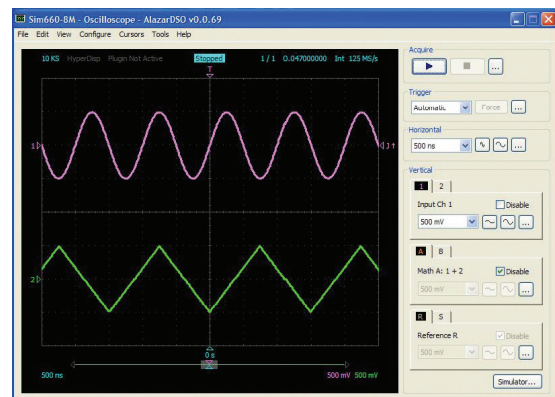 Sim660-8M - Oscilloscope - AlazarDSO v0.0.69
File Edit View Configure Cursors Tools Help
10 KS HyperDisp Plugin Not Active Stopped 1 / 1 0.047000000 Int 125 MS/s
T
1
2
0 s
500 ns 500 mV 500 mV
Acquire
...
Trigger
Automatic Force ...
Horizontal
500 ns ...
Vertical
1 2
Input Ch 1 Disable
500 mV ...
A B
Math A: 1 + 2 Disable
500 mV ...
R S
Reference R Disable
500 mV ...
Simulator...